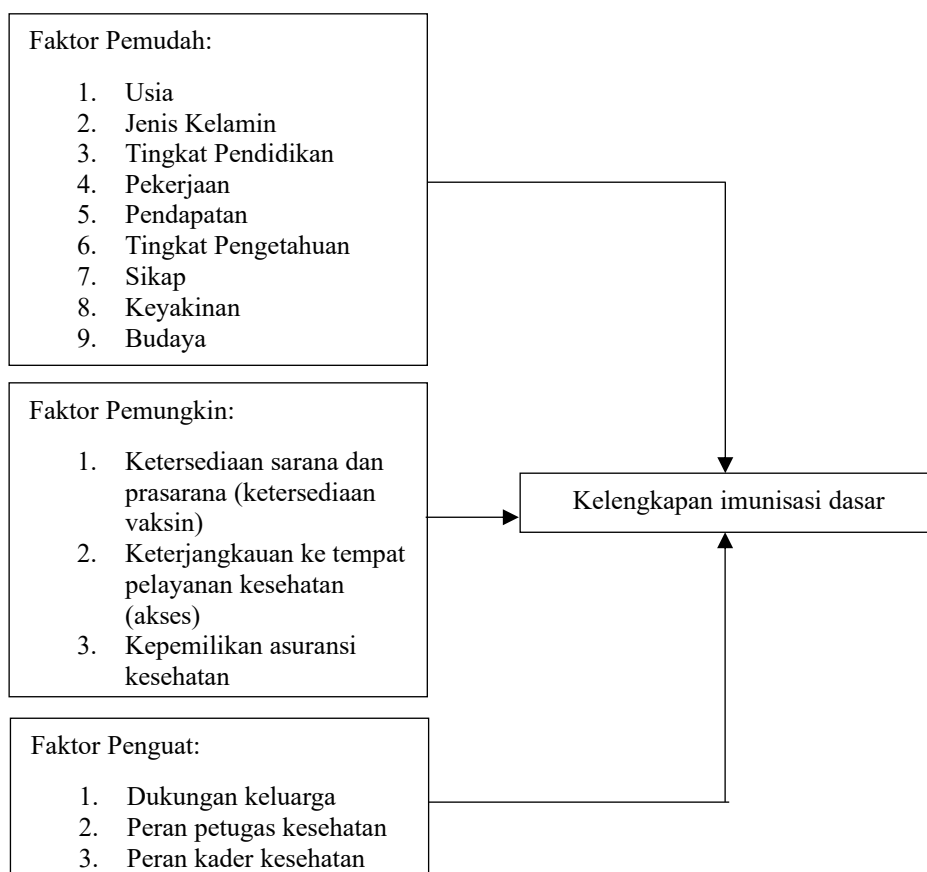 Faktor Pemudah:
1. Usia
2. Jenis Kelamin
3. Tingkat Pendidikan
4. Pekerjaan
5. Pendapatan
6. Tingkat Pengetahuan
7. Sikap
8. Keyakinan
9. Budaya
Faktor Pemungkin:
1. Ketersediaan sarana dan
prasarana (ketersediaan
vaksin)
2. Keterjangkauan ke tempat
pelayanan kesehatan
(akses)
3. Kepemilikan asuransi
kesehatan
Kelengkapan imunisasi dasar
Faktor Penguat:
1. Dukungan keluarga
2. Peran petugas kesehatan
3. Peran kader kesehatan